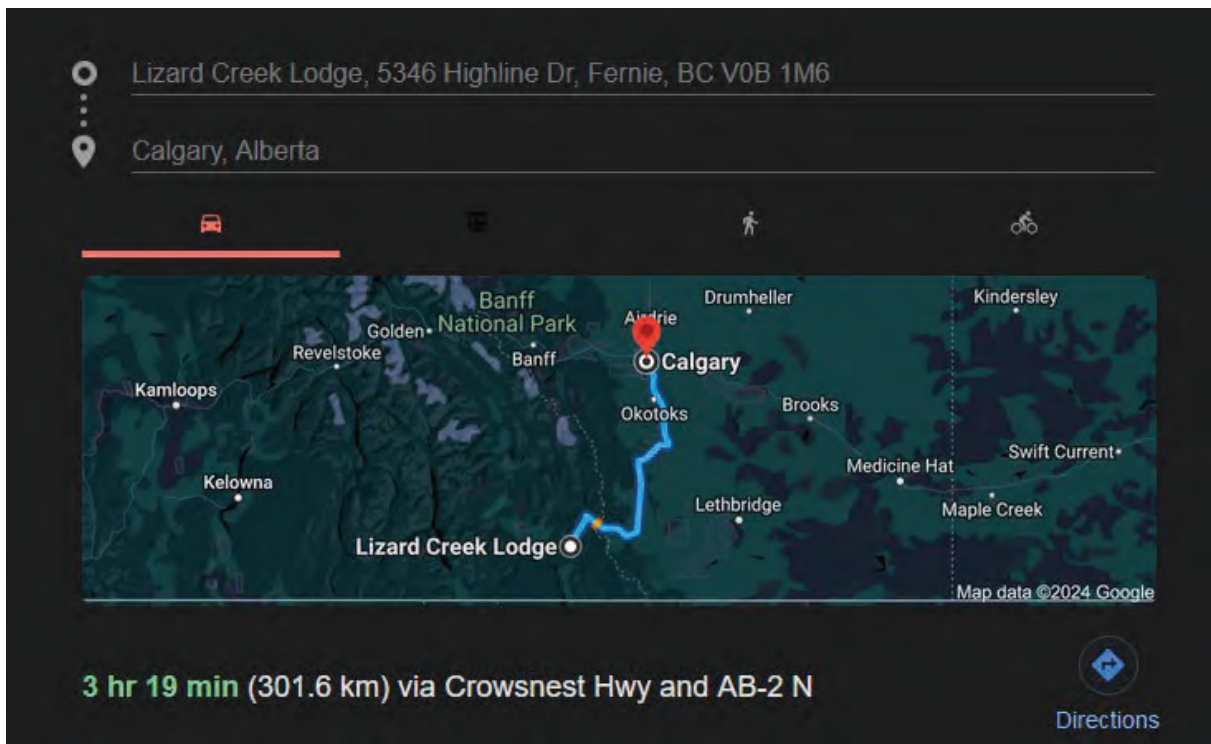 Lizard Creek Lodge, 5346 Highline Dr, Fernie, BC V0B 1M6
Calgary, Alberta
Banff
National Park
Drumheller
Kindersley
Golden
Airdrie
Revelstoke
Banff
Calgary
Kamloops
Okotoks
Brooks
Swift Current
Medicine Hat
Kelowna
Lethbridge
Maple Creek
Lizard Creek Lodge
Map data ©2024 Google
3 hr 19 min (301.6 km) via Crowsnest Hwy and AB-2 N
Directions